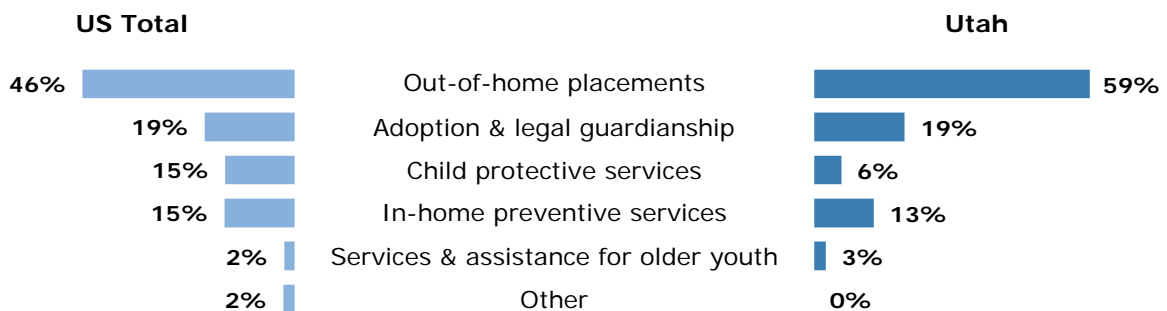 US Total Utah
46% Out-of-home placements 59%
19% Adoption & legal guardianship 19%
15% Child protective services 6%
15% In-home preventive services 13%
2% Services & assistance for older youth 3%
2% Other 0%